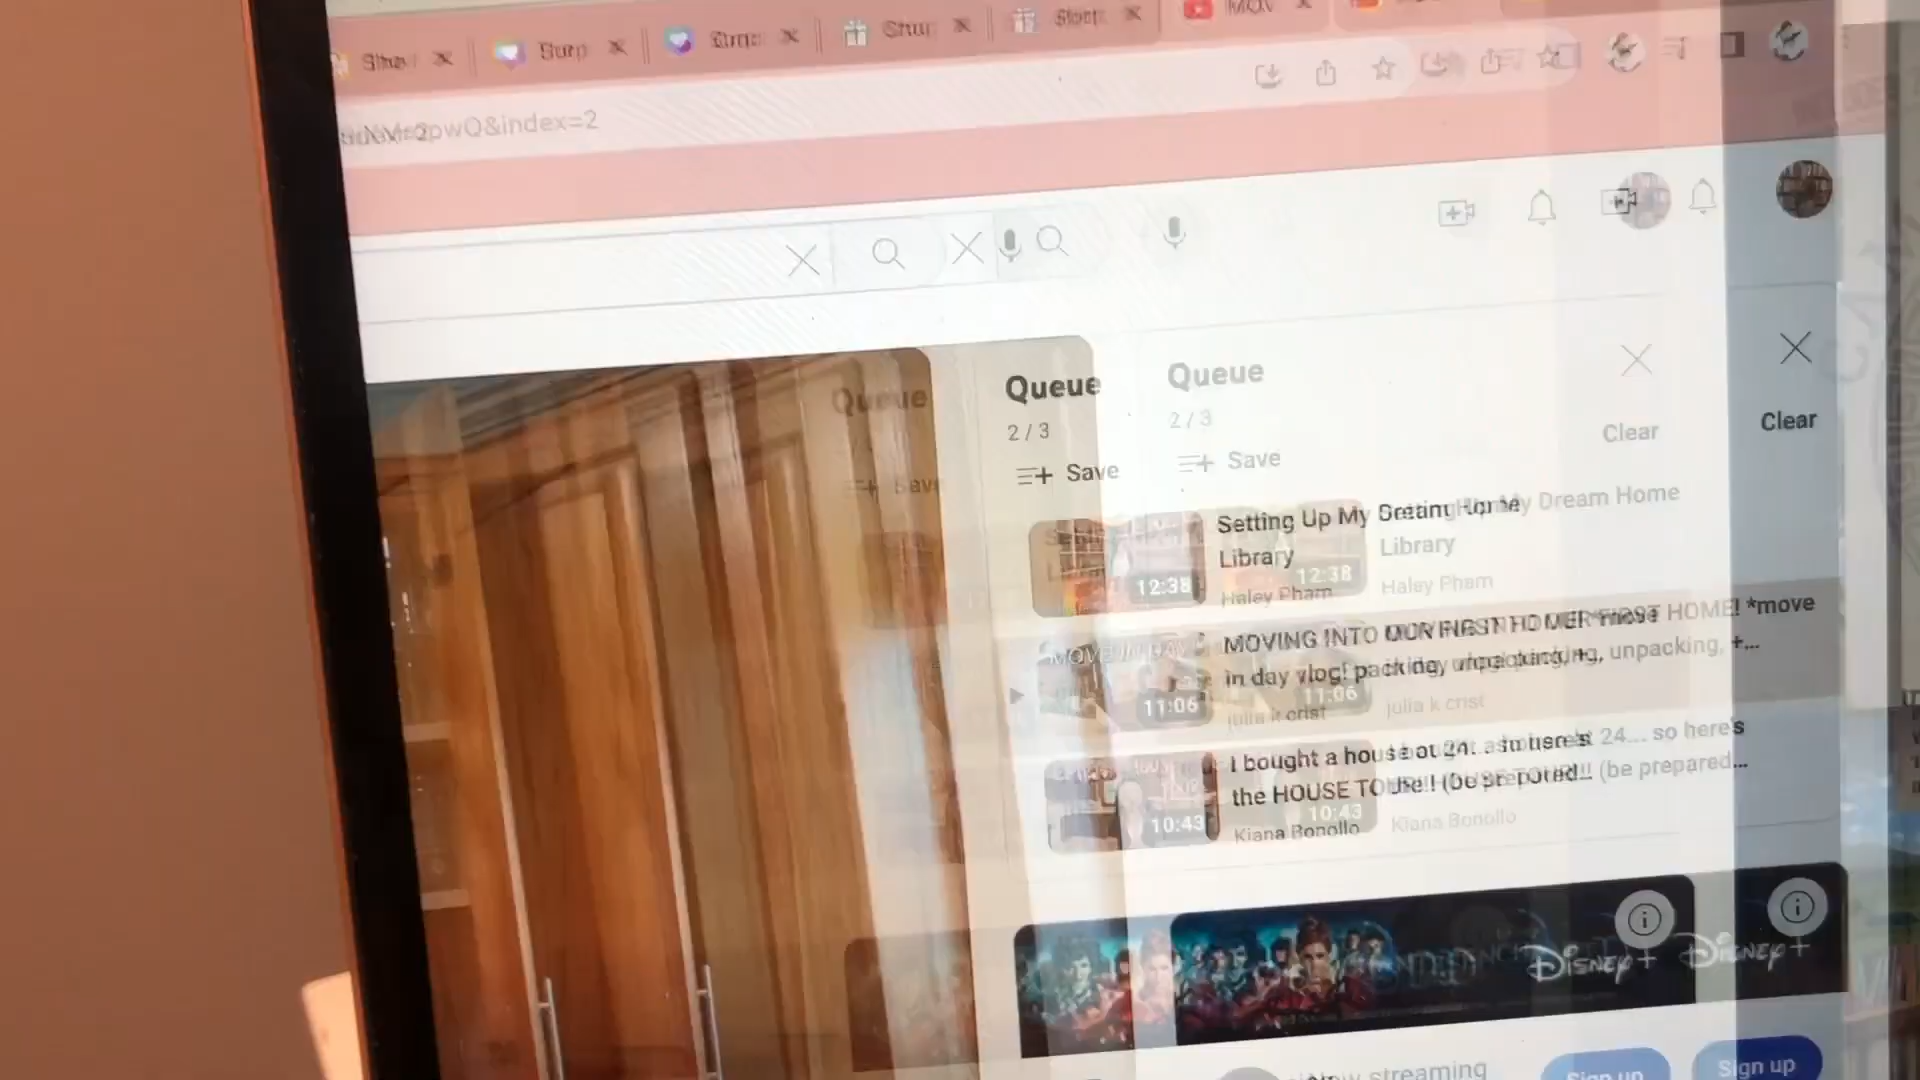 &index=2
Queue
2 / 3
Save
Clear
Setting Up My Dream Home
Library
12:38
Haley Pham
MOVING INTO OUR FIRST HOME! *move
in day vlog! packing, unpacking, +...
11:06
julia k crist
I bought a house at 24... so here's
the HOUSE TOUR!! (be prepared...
10:43
Kiana Bonollo
Disney+
Now streaming
Sign up